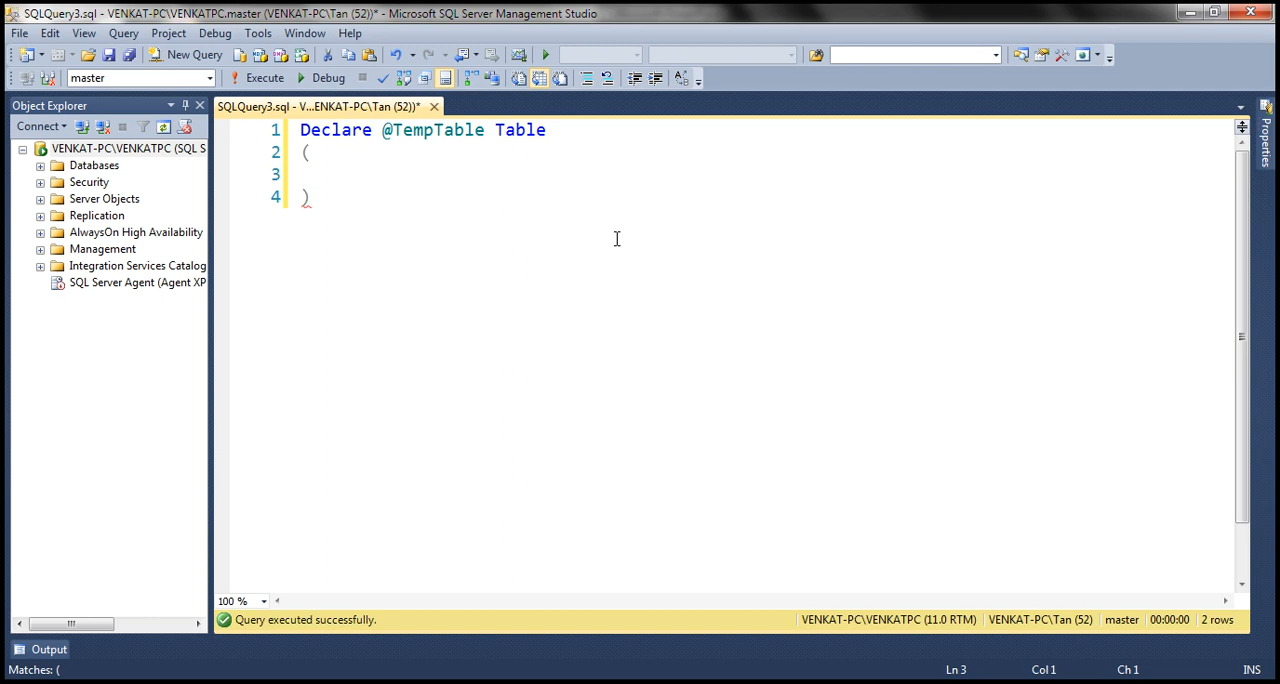 SQLQuery3.sql - VENKAT-PC\VENKATPC.master (VENKAT-PC\Tan (52))* - Microsoft SQL Server Management Studio
File Edit View Query Project Debug Tools Window Help
New Query
master Execute Debug
Object Explorer
SQLQuery3.sql - V...ENKAT-PC\Tan (52))*
Connect
VENKAT-PC\VENKATPC (SQL S
Databases
Security
Server Objects
Replication
AlwaysOn High Availability
Management
Integration Services Catalog
SQL Server Agent (Agent XP
1 Declare @TempTable Table
2 (
3
4 )
Properties
100 %
Query executed successfully. VENKAT-PC\VENKATPC (11.0 RTM) VENKAT-PC\Tan (52) master 00:00:00 2 rows
Output
Matches: ( Ln 3 Col 1 Ch 1 INS